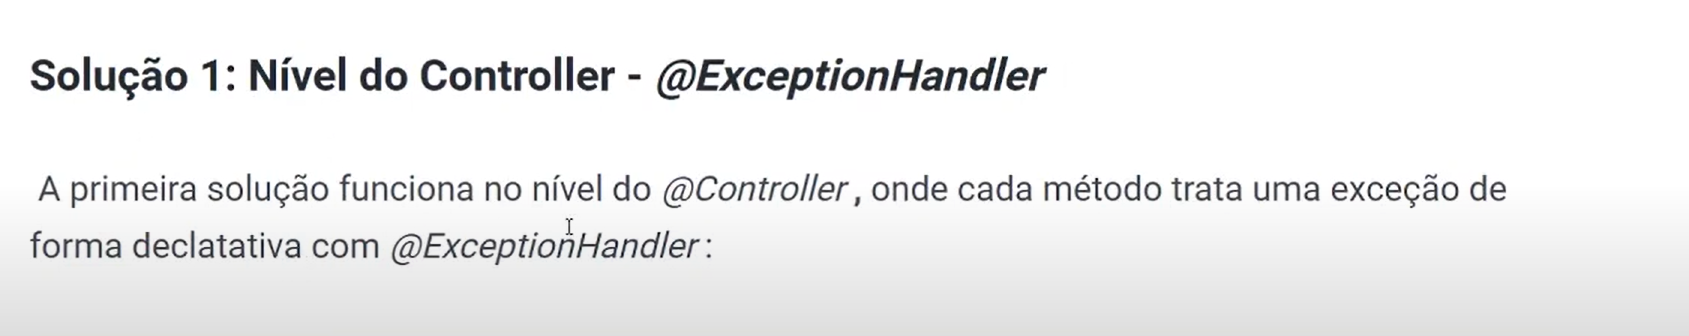 Solução 1: Nível do Controller - @ExceptionHandler
A primeira solução funciona no nível do @Controller , onde cada método trata uma exceção de
forma declatativa com @ExceptionHandler :